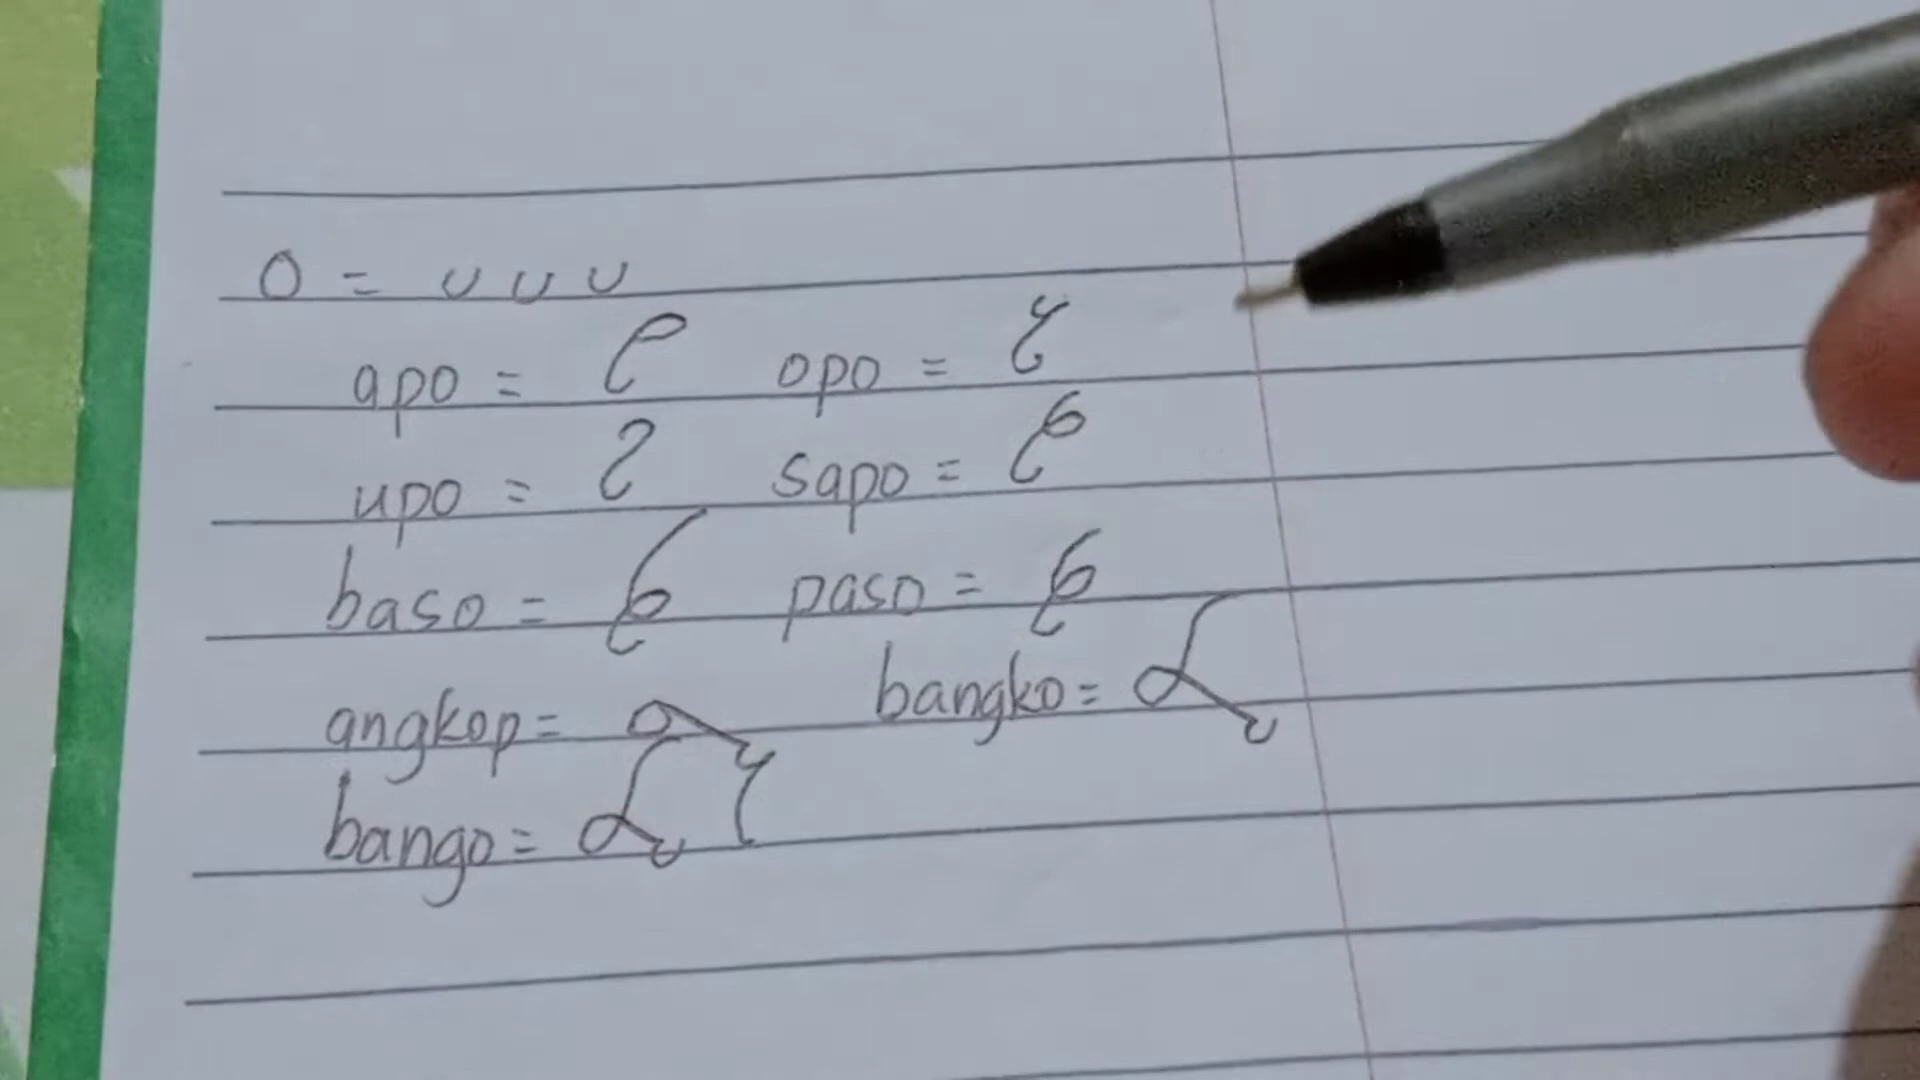 O = ᴗ ᴗ ᴗ
apo = opo =
upo = sapo =
baso = paso =
angkop = bangko =
bango =